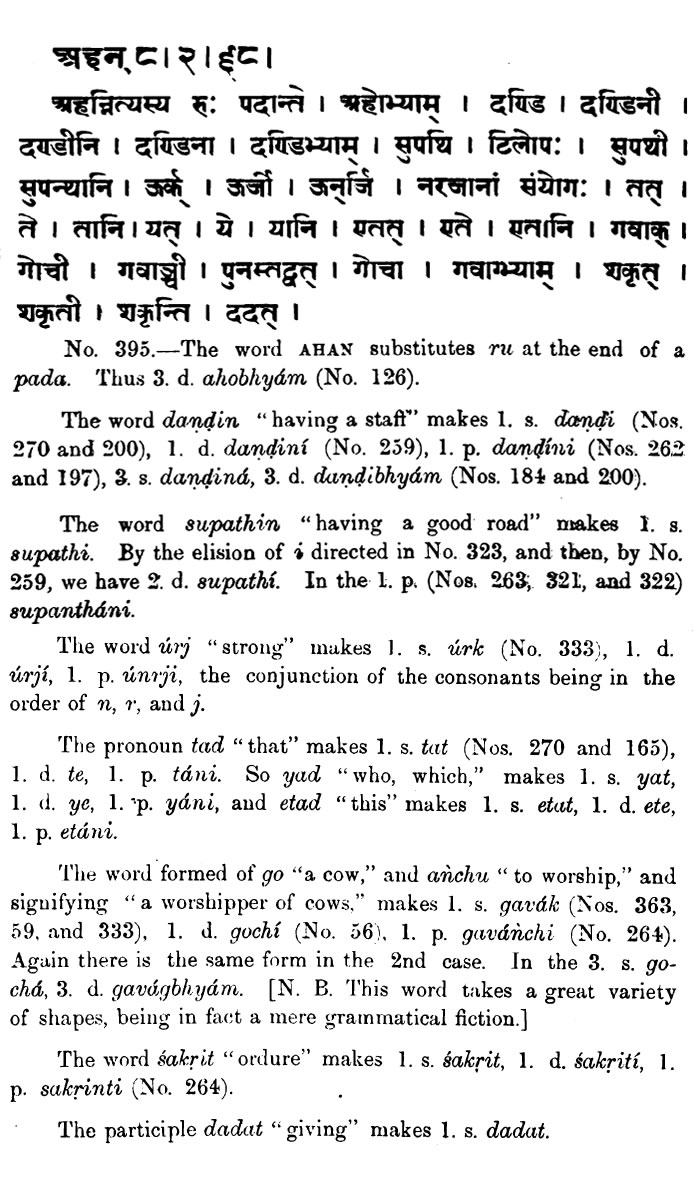 अहन् ८ । २ । ६८ ।
अहन्नित्यस्य रुः पदान्ते । अहोभ्याम् । दण्डि । दण्डिनी ।
दण्डीनि । दण्डिना । दण्डिभ्याम् । सुपथि । टिलोपः । सुपथी ।
सुपन्थानि । ऊर्क् । ऊर्जी । ऊनर्जि । नरजानां संयोगः । तत् ।
ते । तानि । यत् । ये । यानि । एतत् । एते । एतानि । गवाक् ।
गोची । गवाञ्ची । पुनस्तद्वत् । गोचा । गवाग्भ्याम् । शकृत् ।
शकृती । शकृन्ति । ददत् ।
No. 395.—The word AHAN substitutes ru at the end of a
pada. Thus 3. d. ahobhyám (No. 126).
The word daṇḍin “having a staff” makes 1. s. daṇḍi (Nos.
270 and 200), 1. d. daṇḍiní (No. 259), 1. p. daṇḍíni (Nos. 262
and 197), 3. s. daṇḍiná, 3. d. daṇḍibhyám (Nos. 184 and 200).
The word supathin “having a good road” makes 1. s.
supathi. By the elision of i directed in No. 323, and then, by No.
259, we have 2. d. supathí. In the 1. p. (Nos. 263, 321, and 322)
supantháni.
The word úrj “strong” makes 1. s. úrk (No. 333), 1. d.
úrjí, 1. p. únrji, the conjunction of the consonants being in the
order of n, r, and j.
The pronoun tad “that” makes 1. s. tat (Nos. 270 and 165),
1. d. te, 1. p. táni. So yad “who, which,” makes 1. s. yat,
1. d. ye, 1. p. yáni, and etad “this” makes 1. s. etat, 1. d. ete,
1. p. etáni.
The word formed of go “a cow,” and añchu “to worship,” and
signifying “a worshipper of cows,” makes 1. s. gavák (Nos. 363,
59, and 333), 1. d. gochí (No. 56), 1. p. gaváñchi (No. 264).
Again there is the same form in the 2nd case. In the 3. s. go-
chá, 3. d. gavágbhyám. [N. B. This word takes a great variety
of shapes, being in fact a mere grammatical fiction.]
The word śakṛit “ordure” makes 1. s. śakṛit, 1. d. śakṛití, 1.
p. sakṛinti (No. 264).
The participle dadat “giving” makes 1. s. dadat.